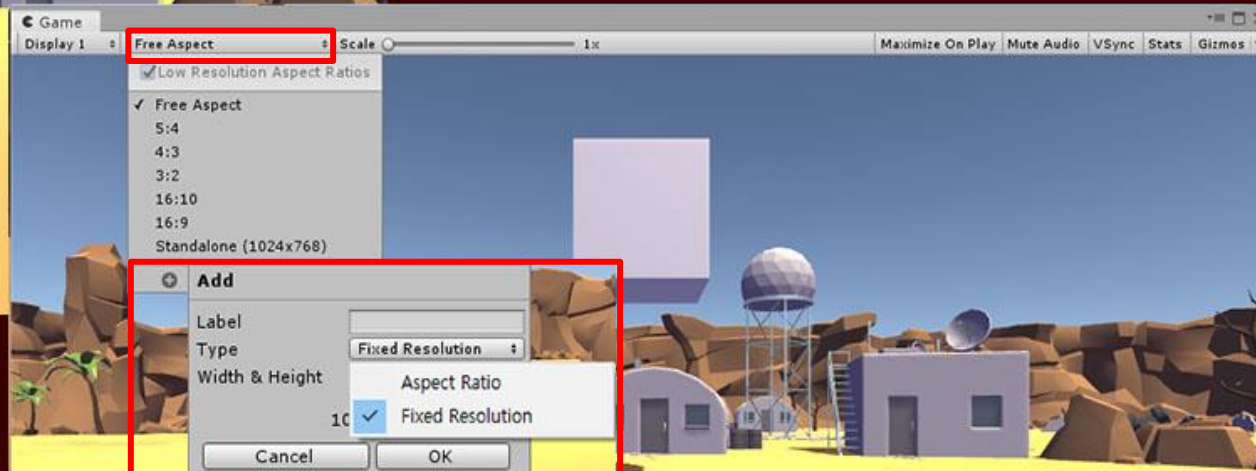 Game
Display 1 Free Aspect Scale 1x Maximize On Play Mute Audio VSync Stats Gizmos
Low Resolution Aspect Ratios
Free Aspect
5:4
4:3
3:2
16:10
16:9
Standalone (1024x768)
Add
Label
Type Fixed Resolution
Width & Height
Aspect Ratio
10
Fixed Resolution
Cancel OK